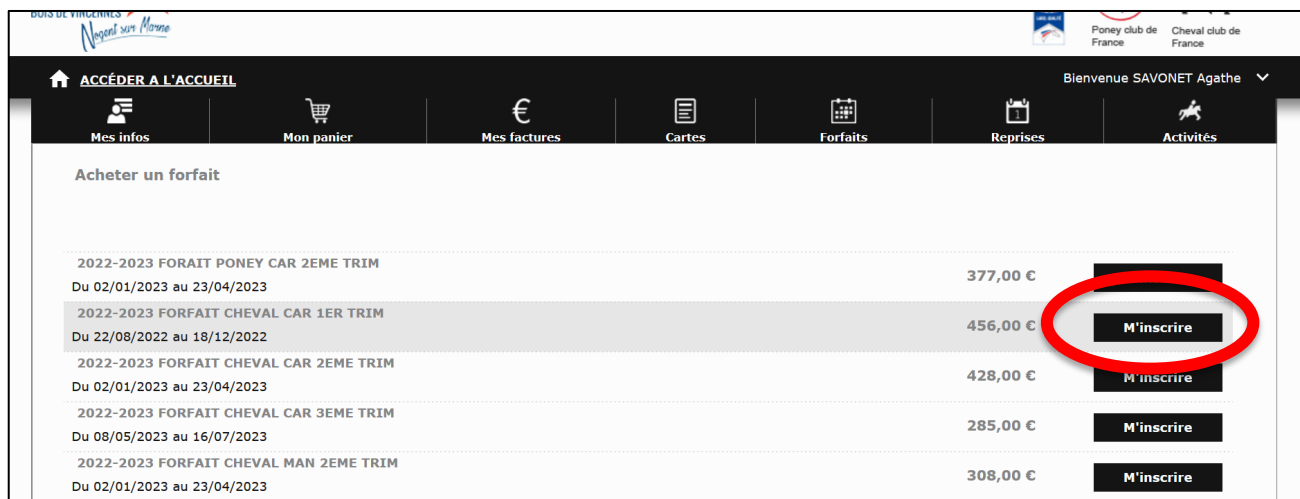 BOIS DE VINCENNES
Nogent sur Marne
Poney club de France
Cheval club de France
ACCÉDER A L'ACCUEIL
Bienvenue SAVONET Agathe
Mes infos
Mon panier
Mes factures
Cartes
Forfaits
1
Reprises
Activités
Acheter un forfait
2022-2023 FORAIT PONEY CAR 2EME TRIM
Du 02/01/2023 au 23/04/2023
377,00 €
2022-2023 FORFAIT CHEVAL CAR 1ER TRIM
Du 22/08/2022 au 18/12/2022
456,00 €
M'inscrire
2022-2023 FORFAIT CHEVAL CAR 2EME TRIM
Du 02/01/2023 au 23/04/2023
428,00 €
M'inscrire
2022-2023 FORFAIT CHEVAL CAR 3EME TRIM
Du 08/05/2023 au 16/07/2023
285,00 €
M'inscrire
2022-2023 FORFAIT CHEVAL MAN 2EME TRIM
Du 02/01/2023 au 23/04/2023
308,00 €
M'inscrire